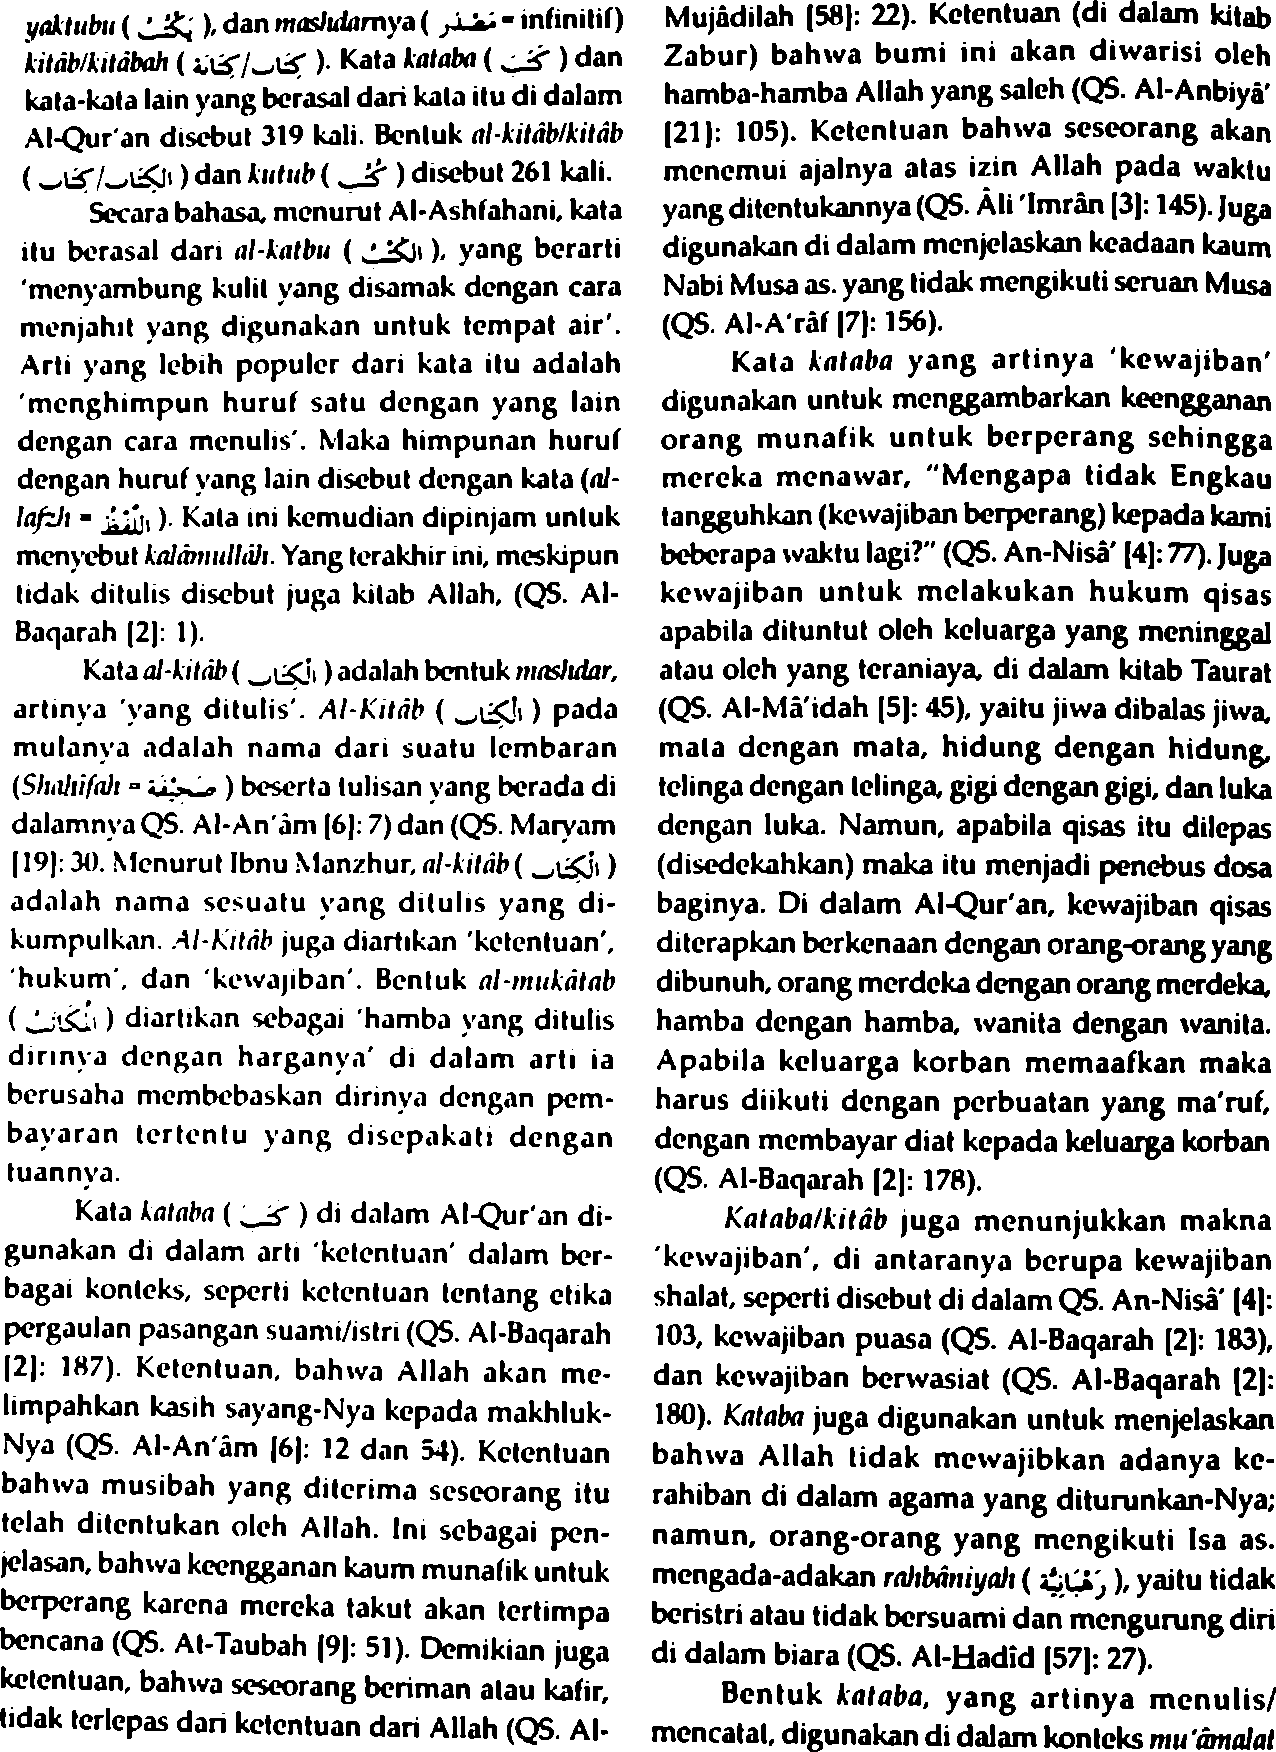 yaktubu ( يَكْتُبُ ), dan mashdarnya ( مَصْدَر = infinitif)
kitâb/kitâbah ( كِتَاب/كِتَابَة ). Kata kataba ( كَتَبَ ) dan
kata-kata lain yang berasal dari kata itu di dalam
Al-Qur'an disebut 319 kali. Bentuk al-kitâb/kitâb
( الْكِتَاب/كِتَاب ) dan kutub ( كُتُب ) disebut 261 kali.
Secara bahasa, menurut Al-Ashfahani, kata
itu berasal dari al-katbu ( الْكَتْبُ ), yang berarti
'menyambung kulit yang disamak dengan cara
menjahit yang digunakan untuk tempat air'.
Arti yang lebih populer dari kata itu adalah
'menghimpun huruf satu dengan yang lain
dengan cara menulis'. Maka himpunan huruf
dengan huruf yang lain disebut dengan kata (al-
lafzh = اللَّفْظ ). Kata ini kemudian dipinjam untuk
menyebut kalâmullâh. Yang terakhir ini, meskipun
tidak ditulis disebut juga kitab Allah, (QS. Al-
Baqarah [2]: 1).
Kata al-kitâb ( الْكِتَاب ) adalah bentuk mashdar,
artinya 'yang ditulis'. Al-Kitâb ( الْكِتَاب ) pada
mulanya adalah nama dari suatu lembaran
(Shahifah = صَحِيْفَة ) beserta tulisan yang berada di
dalamnya QS. Al-An'âm [6]: 7) dan (QS. Maryam
[19]: 30. Menurut Ibnu Manzhur, al-kitâb ( الْكِتَاب )
adalah nama sesuatu yang ditulis yang di-
kumpulkan. Al-Kitâb juga diartikan 'ketentuan',
'hukum', dan 'kewajiban'. Bentuk al-mukâtab
( الْمُكَاتَبُ ) diartikan sebagai 'hamba yang ditulis
dirinya dengan harganya' di dalam arti ia
berusaha membebaskan dirinya dengan pem-
bayaran tertentu yang disepakati dengan
tuannya.
Kata kataba ( كَتَبَ ) di dalam Al-Qur'an di-
gunakan di dalam arti 'ketentuan' dalam ber-
bagai konteks, seperti ketentuan tentang etika
pergaulan pasangan suami/istri (QS. Al-Baqarah
[2]: 187). Ketentuan, bahwa Allah akan me-
limpahkan kasih sayang-Nya kepada makhluk-
Nya (QS. Al-An'âm [6]: 12 dan 54). Ketentuan
bahwa musibah yang diterima seseorang itu
telah ditentukan oleh Allah. Ini sebagai pen-
jelasan, bahwa keengganan kaum munafik untuk
berperang karena mereka takut akan tertimpa
bencana (QS. At-Taubah [9]: 51). Demikian juga
ketentuan, bahwa seseorang beriman atau kafir,
tidak terlepas dari ketentuan dari Allah (QS. Al-
Mujâdilah [58]: 22). Ketentuan (di dalam kitab
Zabur) bahwa bumi ini akan diwarisi oleh
hamba-hamba Allah yang saleh (QS. Al-Anbiyâ'
[21]: 105). Ketentuan bahwa seseorang akan
menemui ajalnya atas izin Allah pada waktu
yang ditentukannya (QS. Âli 'Imrân [3]: 145). Juga
digunakan di dalam menjelaskan keadaan kaum
Nabi Musa as. yang tidak mengikuti seruan Musa
(QS. Al-A'râf [7]: 156).
Kata kataba yang artinya 'kewajiban'
digunakan untuk menggambarkan keengganan
orang munafik untuk berperang sehingga
mereka menawar, "Mengapa tidak Engkau
tangguhkan (kewajiban berperang) kepada kami
beberapa waktu lagi?" (QS. An-Nisâ' [4]: 77). Juga
kewajiban untuk melakukan hukum qisas
apabila dituntut oleh keluarga yang meninggal
atau oleh yang teraniaya, di dalam kitab Taurat
(QS. Al-Mâ'idah [5]: 45), yaitu jiwa dibalas jiwa,
mata dengan mata, hidung dengan hidung,
telinga dengan telinga, gigi dengan gigi, dan luka
dengan luka. Namun, apabila qisas itu dilepas
(disedekahkan) maka itu menjadi penebus dosa
baginya. Di dalam Al-Qur'an, kewajiban qisas
diterapkan berkenaan dengan orang-orang yang
dibunuh, orang merdeka dengan orang merdeka,
hamba dengan hamba, wanita dengan wanita.
Apabila keluarga korban memaafkan maka
harus diikuti dengan perbuatan yang ma'ruf,
dengan membayar diat kepada keluarga korban
(QS. Al-Baqarah [2]: 178).
Kataba/kitâb juga menunjukkan makna
'kewajiban', di antaranya berupa kewajiban
shalat, seperti disebut di dalam QS. An-Nisâ' [4]:
103, kewajiban puasa (QS. Al-Baqarah [2]: 183),
dan kewajiban berwasiat (QS. Al-Baqarah [2]:
180). Kataba juga digunakan untuk menjelaskan
bahwa Allah tidak mewajibkan adanya ke-
rahiban di dalam agama yang diturunkan-Nya;
namun, orang-orang yang mengikuti Isa as.
mengada-adakan rahbâniyah ( رَهْبَانِيَّة ), yaitu tidak
beristri atau tidak bersuami dan mengurung diri
di dalam biara (QS. Al-Hadîd [57]: 27).
Bentuk kataba, yang artinya menulis/
mencatat, digunakan di dalam konteks mu'âmalat